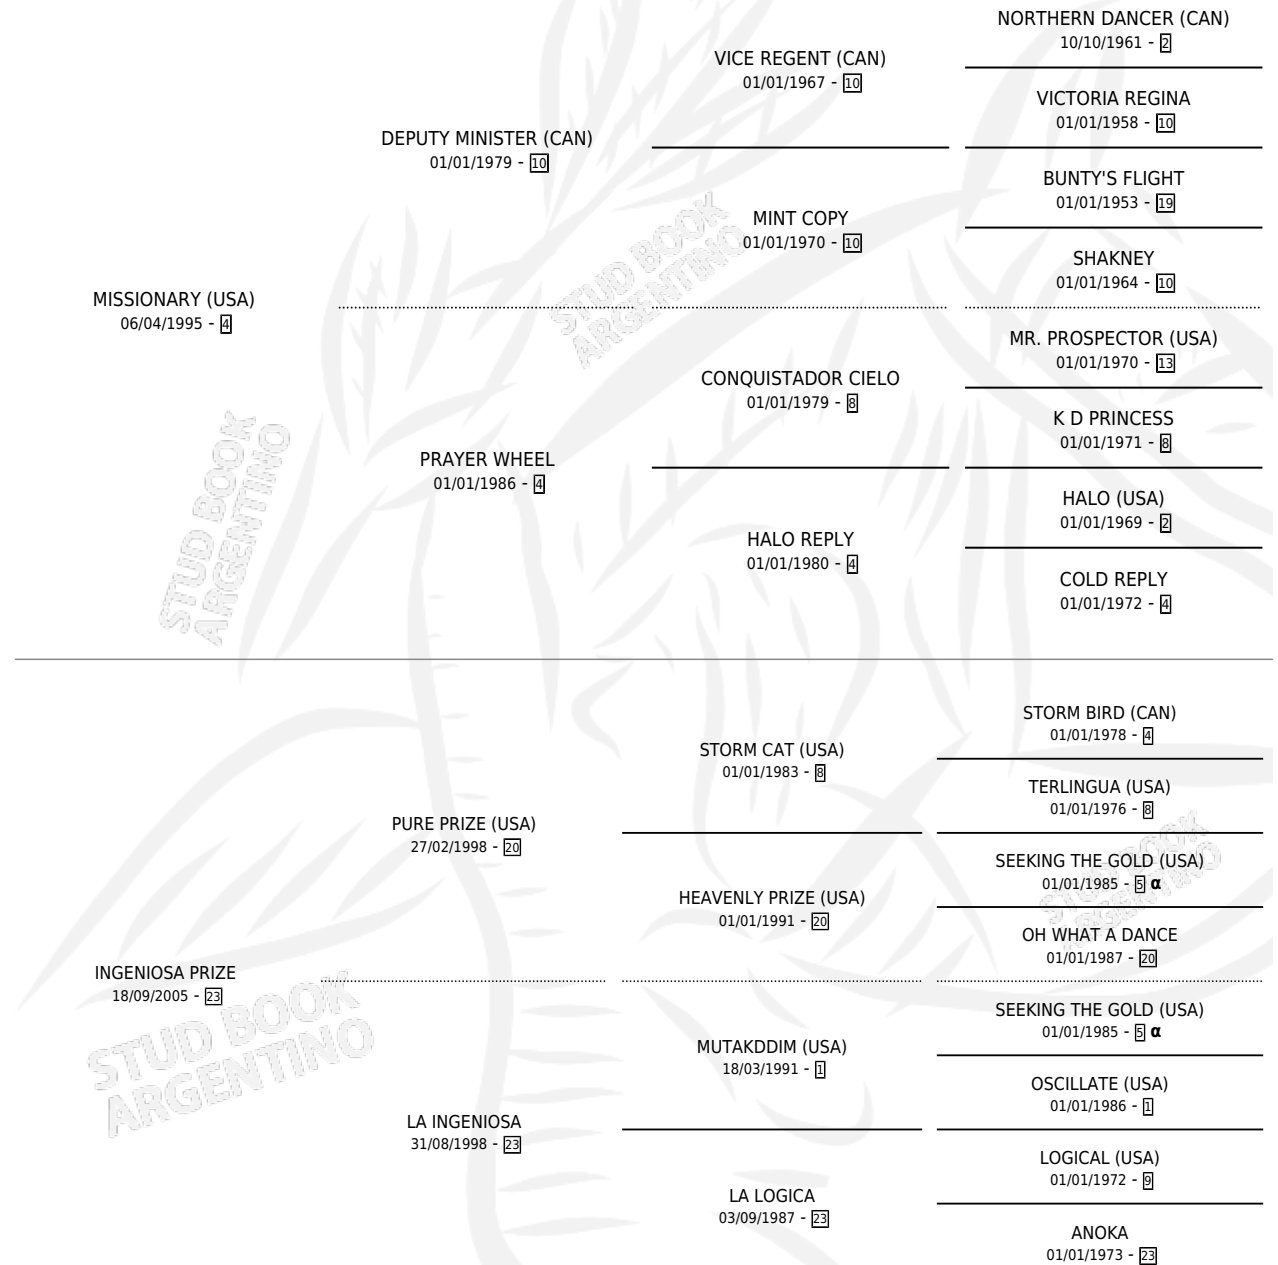 NORTHERN DANCER (CAN)
10/10/1961 - 2
VICE REGENT (CAN)
01/01/1967 - 10
VICTORIA REGINA
01/01/1958 - 10
DEPUTY MINISTER (CAN)
01/01/1979 - 10
BUNTY'S FLIGHT
01/01/1953 - 19
MINT COPY
01/01/1970 - 10
SHAKNEY
01/01/1964 - 10
MISSIONARY (USA)
06/04/1995 - 4
MR. PROSPECTOR (USA)
01/01/1970 - 13
CONQUISTADOR CIELO
01/01/1979 - 8
K D PRINCESS
01/01/1971 - 8
PRAYER WHEEL
01/01/1986 - 4
HALO (USA)
01/01/1969 - 2
HALO REPLY
01/01/1980 - 4
COLD REPLY
01/01/1972 - 4
STORM BIRD (CAN)
01/01/1978 - 4
STORM CAT (USA)
01/01/1983 - 8
TERLINGUA (USA)
01/01/1976 - 8
PURE PRIZE (USA)
27/02/1998 - 20
SEEKING THE GOLD (USA)
01/01/1985 - 5 α
HEAVENLY PRIZE (USA)
01/01/1991 - 20
OH WHAT A DANCE
01/01/1987 - 20
INGENIOSA PRIZE
18/09/2005 - 23
SEEKING THE GOLD (USA)
01/01/1985 - 5 α
MUTAKDDIM (USA)
18/03/1991 - 1
OSCILLATE (USA)
01/01/1986 - 1
LA INGENIOSA
31/08/1998 - 23
LOGICAL (USA)
01/01/1972 - 9
LA LOGICA
03/09/1987 - 23
ANOKA
01/01/1973 - 23
STUD BOOK
ARGENTINO
STUD BOOK
ARGENTINO
STUD BOOK
ARGENTINO
STUD BOOK
ARGENTINO